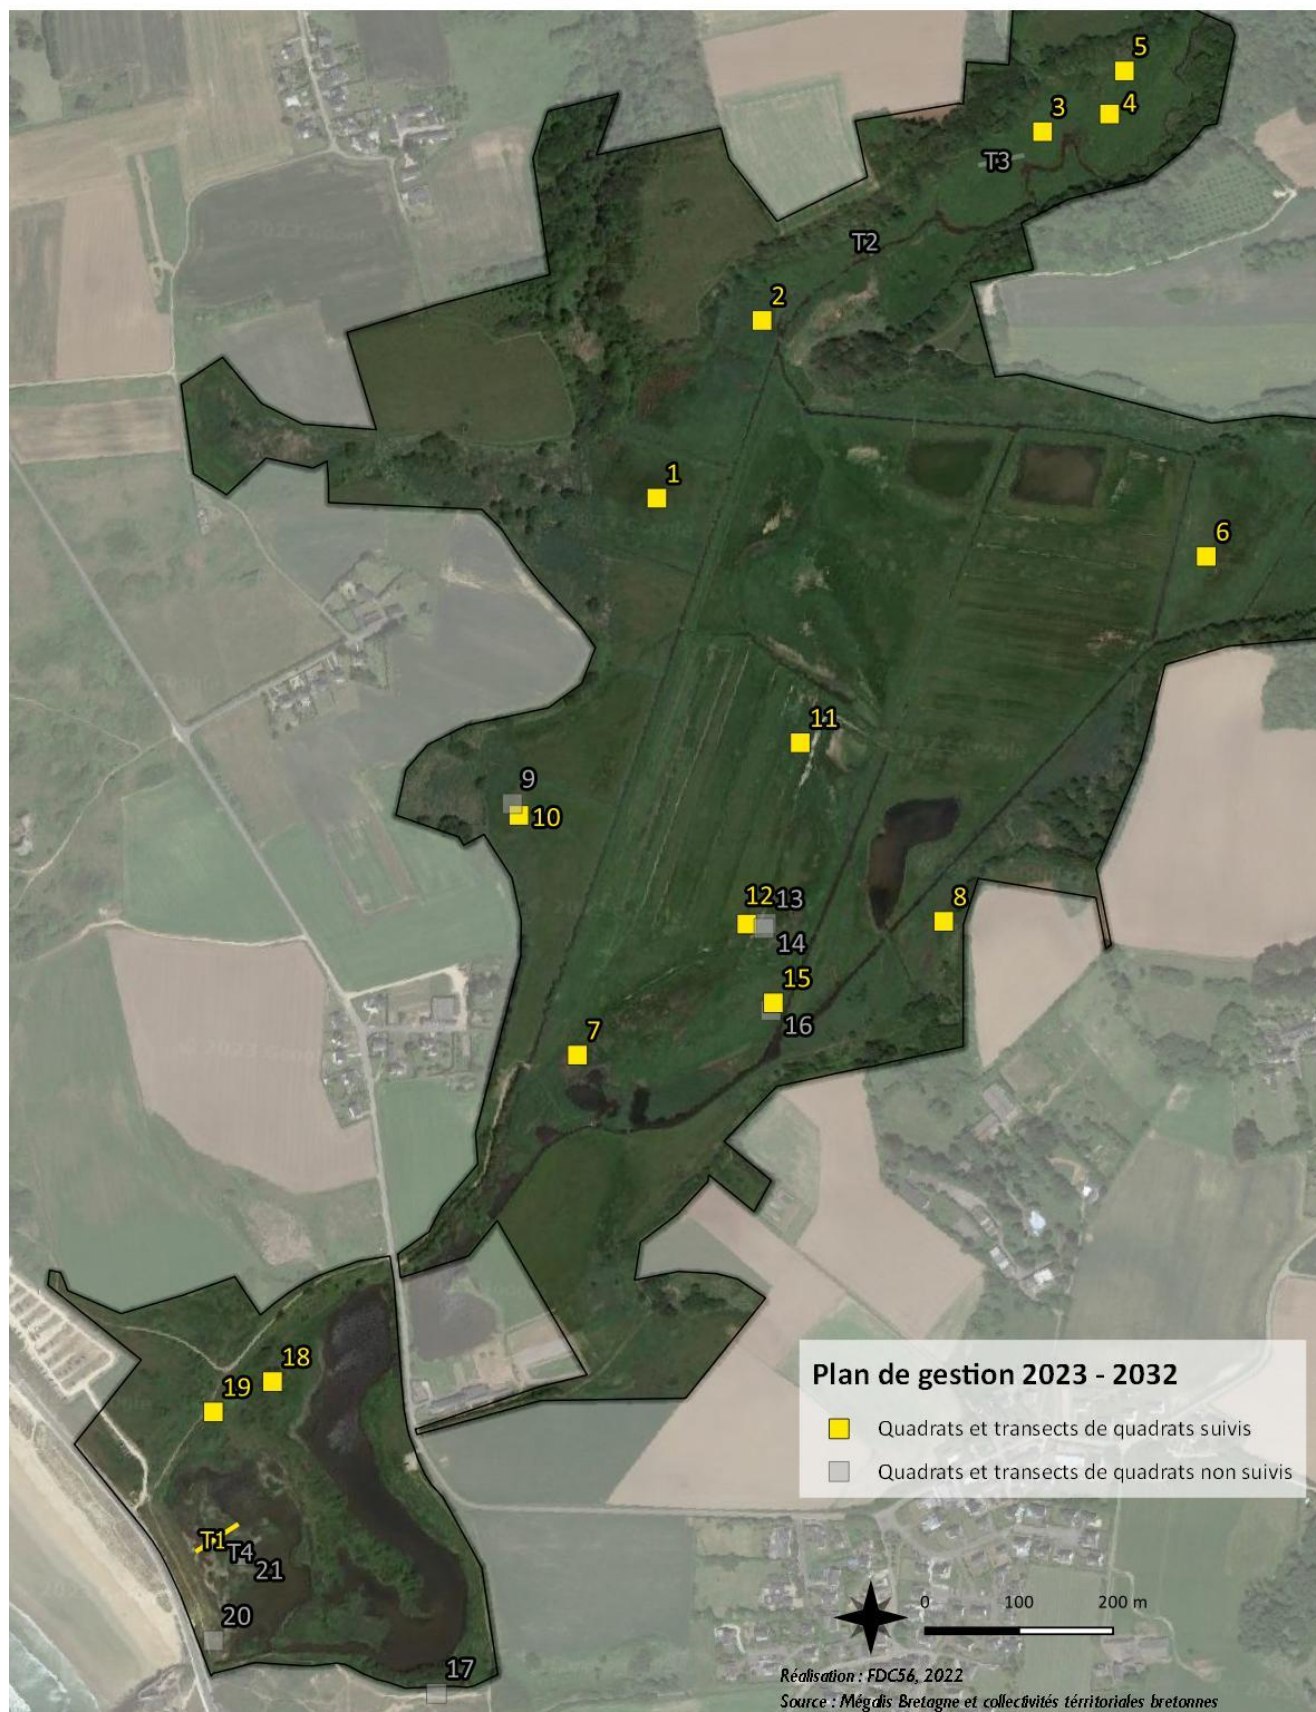 5
4
3
T3
T2
2
1
6
11
9
10
12
13
8
14
15
16
7
18
19
T1
T4
21
20
17
Plan de gestion 2023 - 2032
Quadrats et transects de quadrats suivis
Quadrats et transects de quadrats non suivis
0 100 200 m
Réalisation : FDC56, 2022
Source : Mégalis Bretagne et collectivités térritoriales bretonnes